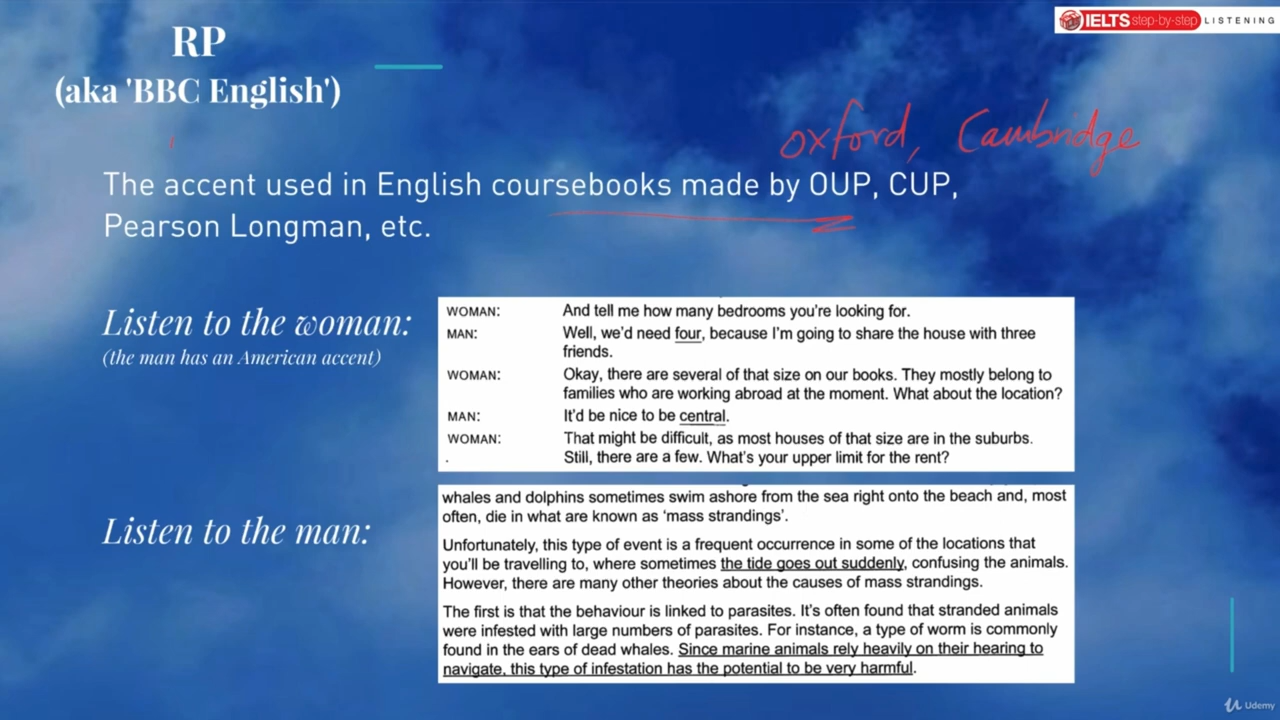 RP
(aka 'BBC English')
IELTS step-by-step LISTENING
oxford, Cambridge
The accent used in English coursebooks made by OUP, CUP,
Pearson Longman, etc.
Listen to the woman:
(the man has an American accent)
WOMAN: And tell me how many bedrooms you're looking for.
MAN: Well, we'd need four, because I'm going to share the house with three
friends.
WOMAN: Okay, there are several of that size on our books. They mostly belong to
families who are working abroad at the moment. What about the location?
MAN: It'd be nice to be central.
WOMAN: That might be difficult, as most houses of that size are in the suburbs.
Still, there are a few. What's your upper limit for the rent?
Listen to the man:
whales and dolphins sometimes swim ashore from the sea right onto the beach and, most
often, die in what are known as 'mass strandings'.
Unfortunately, this type of event is a frequent occurrence in some of the locations that
you'll be travelling to, where sometimes the tide goes out suddenly, confusing the animals.
However, there are many other theories about the causes of mass strandings.
The first is that the behaviour is linked to parasites. It's often found that stranded animals
were infested with large numbers of parasites. For instance, a type of worm is commonly
found in the ears of dead whales. Since marine animals rely heavily on their hearing to
navigate, this type of infestation has the potential to be very harmful.
Udemy